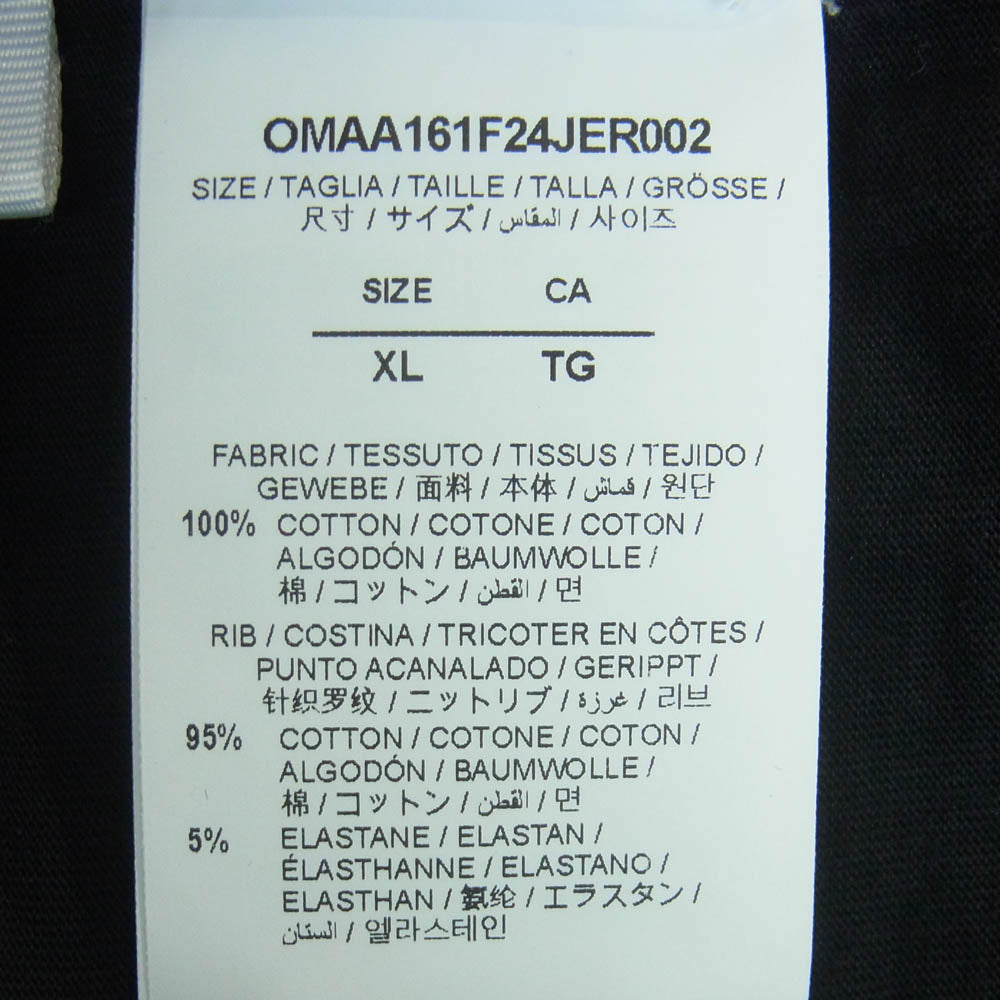 OMAA161F24JER002
SIZE / TAGLIA / TAILLE / TALLA / GRÖSSE /
尺寸 / サイズ / المقاس / 사이즈
SIZE CA
XL TG
FABRIC / TESSUTO / TISSUS / TEJIDO /
GEWEBE / 面料 / 本体 / قماش / 원단
100% COTTON / COTONE / COTON /
ALGODÓN / BAUMWOLLE /
棉 / コットン / القطن / 면
RIB / COSTINA / TRICOTER EN CÔTES /
PUNTO ACANALADO / GERIPPT /
针织罗纹 / ニットリブ / غرزة / 리브
95% COTTON / COTONE / COTON /
ALGODÓN / BAUMWOLLE /
棉 / コットン / القطن / 면
5% ELASTANE / ELASTAN /
ÉLASTHANNE / ELASTANO /
ELASTHAN / 氨纶 / エラスタン /
الستان / 엘라스테인